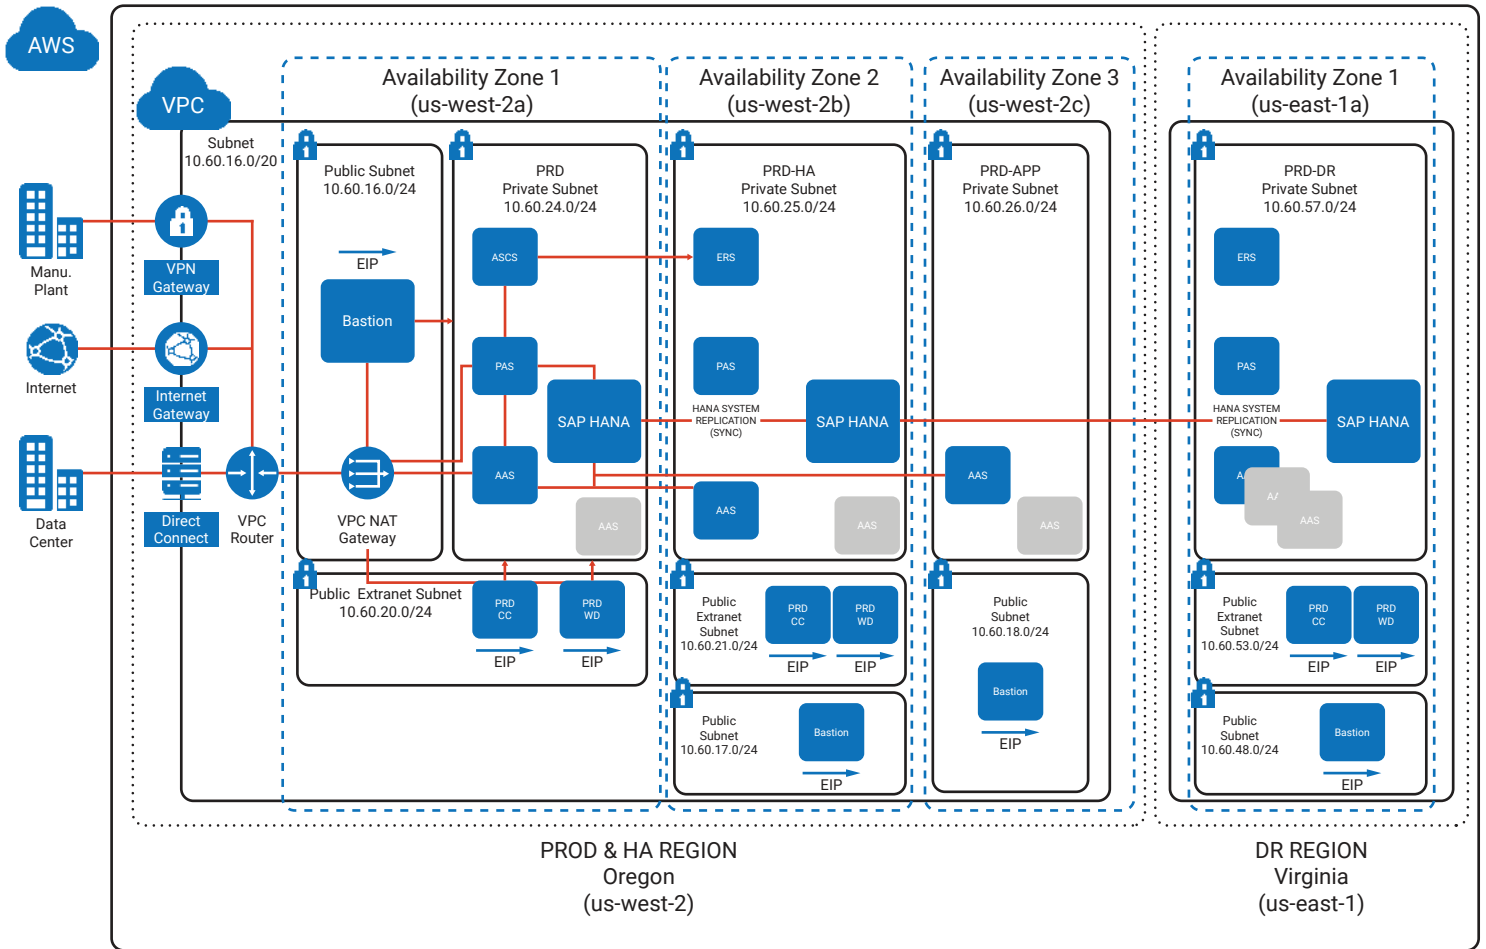 AWS
VPC
Availability Zone 1
(us-west-2a)
Availability Zone 2
(us-west-2b)
Availability Zone 3
(us-west-2c)
Availability Zone 1
(us-east-1a)
Subnet
10.60.16.0/20
Public Subnet
10.60.16.0/24
PRD
Private Subnet
10.60.24.0/24
PRD-HA
Private Subnet
10.60.25.0/24
PRD-APP
Private Subnet
10.60.26.0/24
PRD-DR
Private Subnet
10.60.57.0/24
Manu.
Plant
VPN
Gateway
Internet
Internet
Gateway
Data
Center
Direct
Connect
VPC
Router
EIP
Bastion
VPC NAT
Gateway
ASCS
PAS
SAP HANA
AAS
AAS
ERS
PAS
HANA SYSTEM
REPLICATION
(SYNC)
SAP HANA
AAS
AAS
AAS
AAS
ERS
PAS
HANA SYSTEM
REPLICATION
(SYNC)
SAP HANA
AAS
Public Extranet Subnet
10.60.20.0/24
PRD
CC
EIP
PRD
WD
EIP
Public
Extranet
Subnet
10.60.21.0/24
PRD
CC
EIP
PRD
WD
EIP
Public
Subnet
10.60.17.0/24
Bastion
EIP
Public
Subnet
10.60.18.0/24
Bastion
EIP
Public
Extranet
Subnet
10.60.53.0/24
PRD
CC
EIP
PRD
WD
EIP
Public
Subnet
10.60.48.0/24
Bastion
EIP
PROD & HA REGION
Oregon
(us-west-2)
DR REGION
Virginia
(us-east-1)